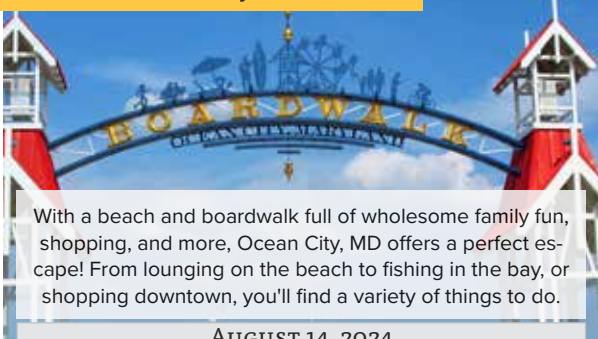 BOARDWALK
OCEAN CITY, MARYLAND
With a beach and boardwalk full of wholesome family fun,
shopping, and more, Ocean City, MD offers a perfect es-
cape! From lounging on the beach to fishing in the bay, or
shopping downtown, you'll find a variety of things to do.
AUGUST 14, 2024